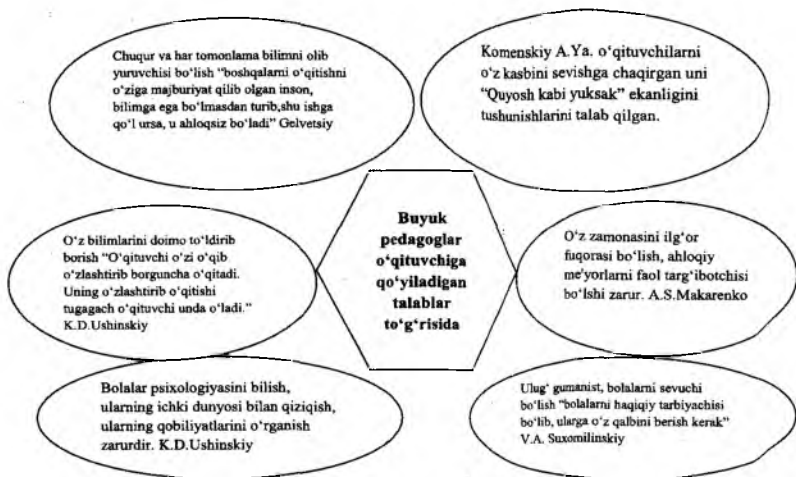 Chuqur va har tomonlama bilimni olib
yuruvchisi bo‘lish “boshqalarni o‘qitishni
o‘ziga majburiyat qilib olgan inson,
bilimga ega bo‘lmasdan turib,shu ishga
qo‘l ursa, u ahloqsiz bo‘ladi” Gelvetsiy
Komenskiy A.Ya. o‘qituvchilarni
o‘z kasbini sevishga chaqirgan uni
“Quyosh kabi yuksak” ekanligini
tushunishlarini talab qilgan.
Buyuk
pedagoglar
o‘qituvchiga
qo‘yiladigan
talablar
to‘g‘risida
O‘z bilimlarini doimo to‘ldirib
borish “O‘qituvchi o‘zi o‘qib
o‘zlashtirib borguncha o‘qitadi.
Uning o‘zlashtirib o‘qitishi
tugagach o‘qituvchi unda o‘ladi.”
K.D.Ushinskiy
O‘z zamonasini ilg‘or
fuqorasi bo‘lish, ahloqiy
me’yorlarni faol targ‘ibotchisi
bo‘lshi zarur. A.S.Makarenko
Bolalar psixologiyasini bilish,
ularning ichki dunyosi bilan qiziqish,
ularning qobiliyatlarini o‘rganish
zarurdir. K.D.Ushinskiy
Ulug‘ gumanist, bolalarni sevuchi
bo‘lish “bolalarni haqiqiy tarbiyachisi
bo‘lib, ularga o‘z qalbini berish kerak”
V.A. Suxomilinskiy